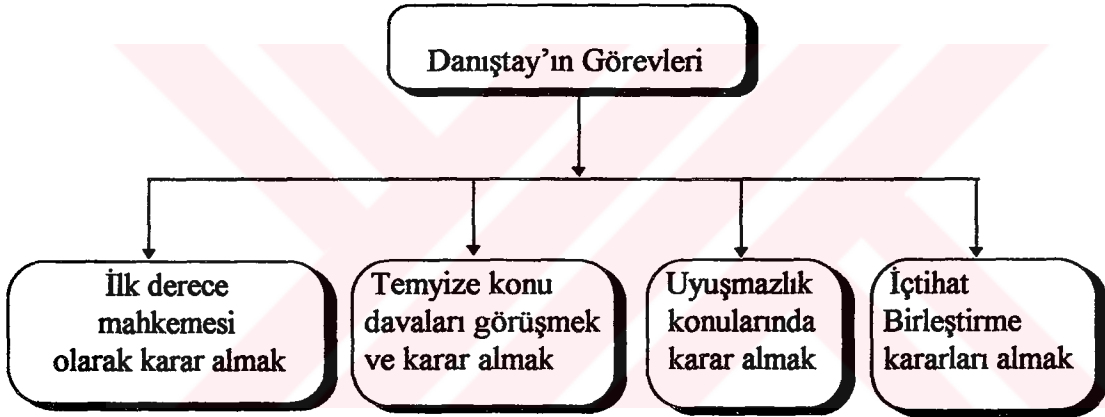 Danıştay'ın Görevleri
İlk derece
mahkemesi
olarak karar almak
Temyize konu
davaları görüşmek
ve karar almak
Uyuşmazlık
konularında
karar almak
İçtihat
Birleştirme
kararları almak